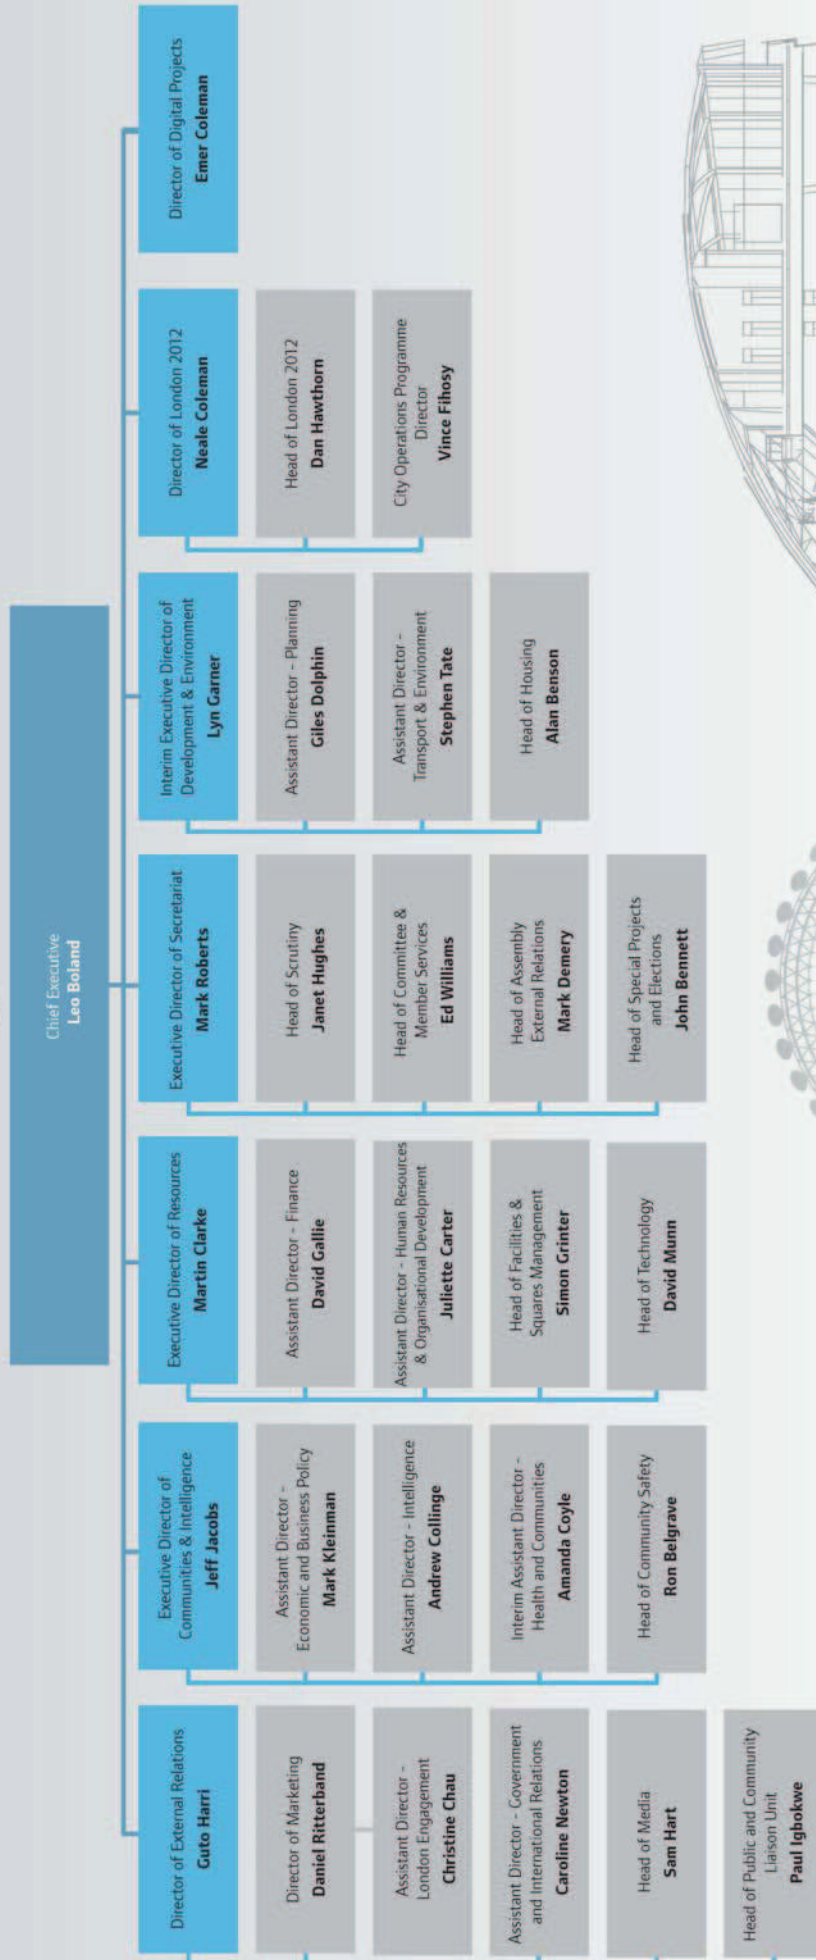 Chief Executive
Leo Boland
Director of External Relations
Guto Harri
Director of Marketing
Daniel Ritterband
Assistant Director –
London Engagement
Christine Chau
Assistant Director – Government
and International Relations
Caroline Newton
Head of Media
Sam Hart
Head of Public and Community
Liaison Unit
Paul Igbokwe
Executive Director of
Communities & Intelligence
Jeff Jacobs
Assistant Director –
Economic and Business Policy
Mark Kleinman
Assistant Director – Intelligence
Andrew Collinge
Interim Assistant Director –
Health and Communities
Amanda Coyle
Head of Community Safety
Ron Belgrave
Executive Director of Resources
Martin Clarke
Assistant Director – Finance
David Gallie
Assistant Director – Human Resources
& Organisational Development
Juliette Carter
Head of Facilities &
Squares Management
Simon Grinter
Head of Technology
David Munn
Executive Director of Secretariat
Mark Roberts
Head of Scrutiny
Janet Hughes
Head of Committee &
Member Services
Ed Williams
Head of Assembly
External Relations
Mark Demery
Head of Special Projects
and Elections
John Bennett
Interim Executive Director of
Development & Environment
Lyn Garner
Assistant Director – Planning
Giles Dolphin
Assistant Director –
Transport & Environment
Stephen Tate
Head of Housing
Alan Benson
Director of London 2012
Neale Coleman
Head of London 2012
Dan Hawthorn
City Operations Programme
Director
Vince Fihosy
Director of Digital Projects
Emer Coleman